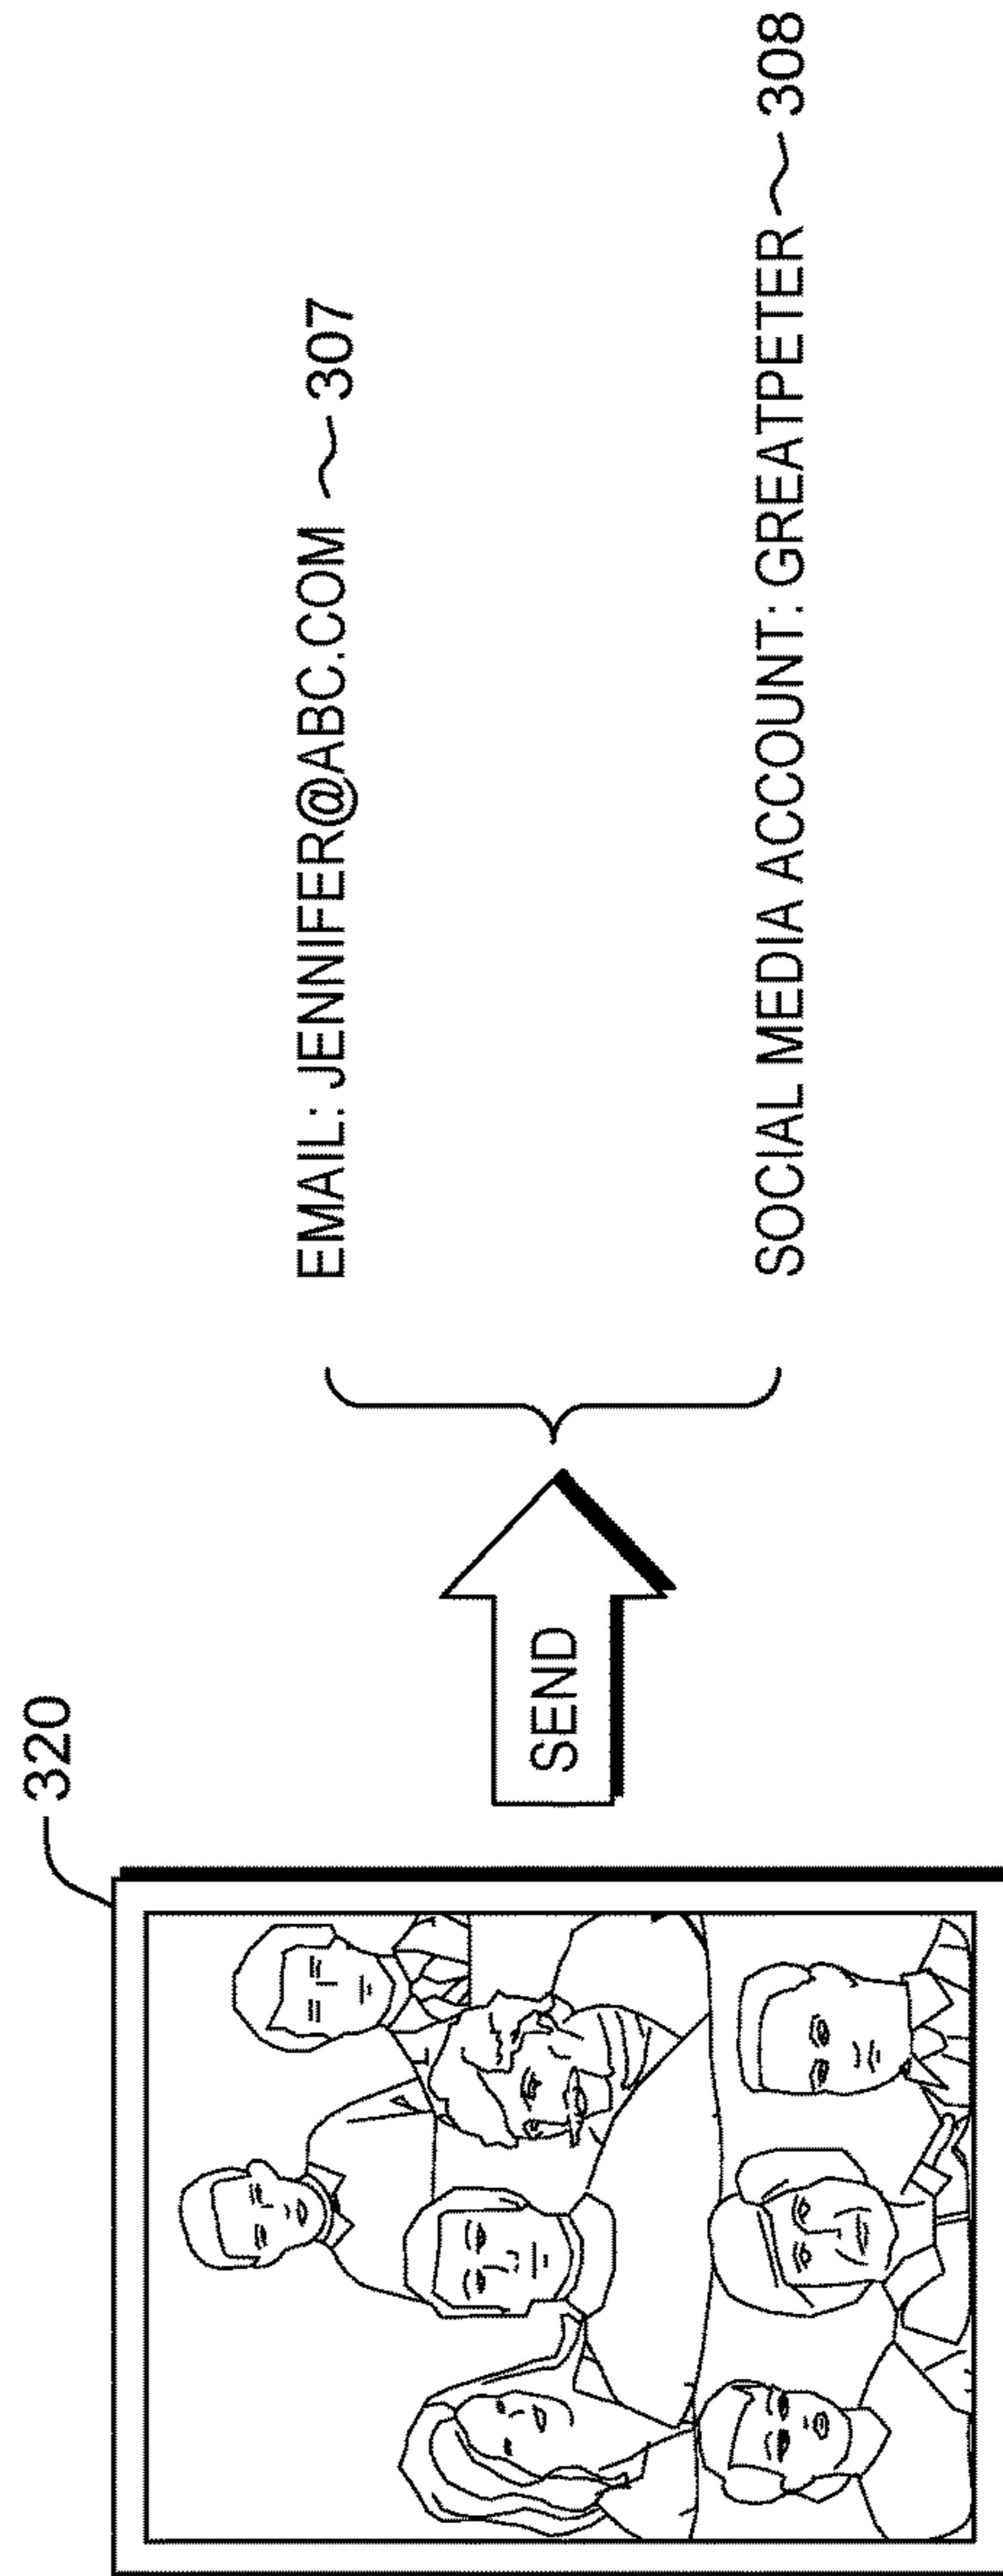 320
SEND
EMAIL: JENNIFER@ABC.COM ~ 307
SOCIAL MEDIA ACCOUNT: GREATPETER ~ 308